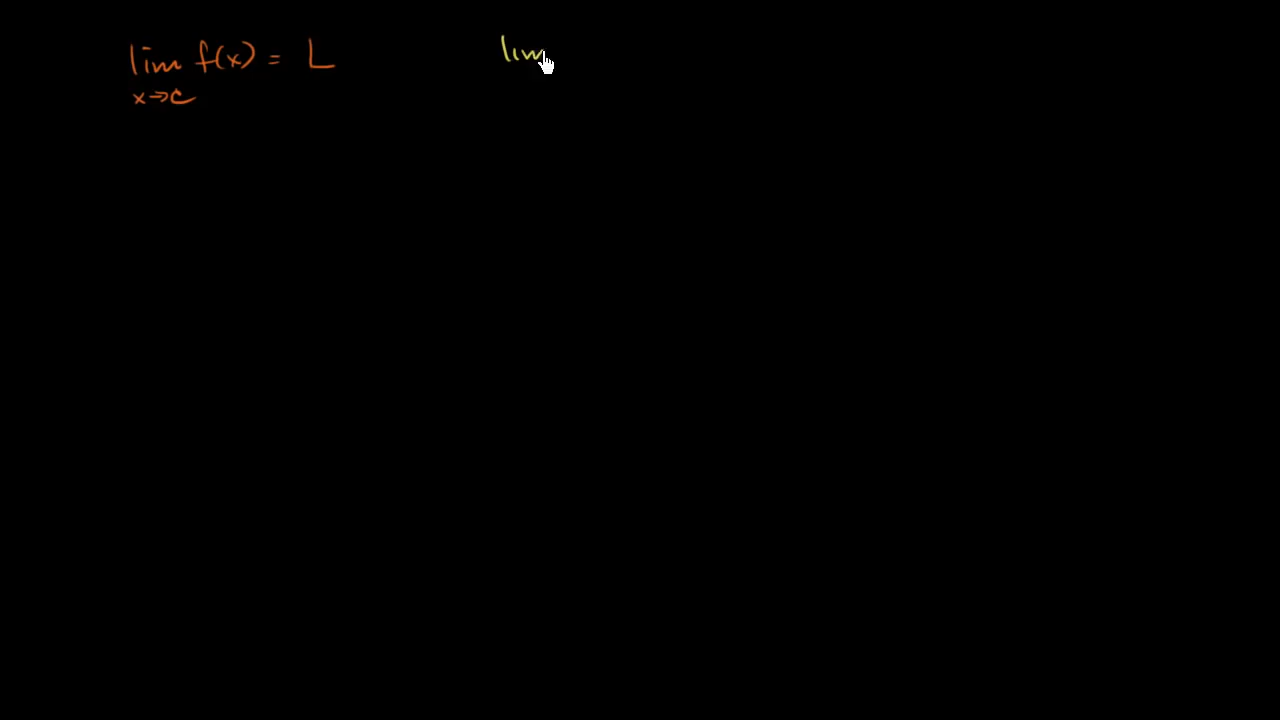 lim f(x) = L lim
x→c